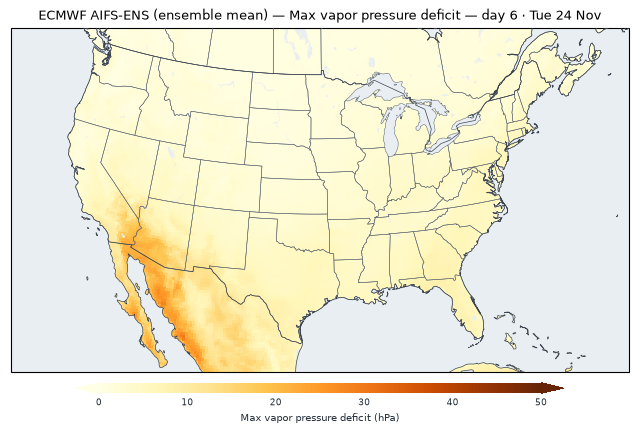 ECMWF AIFS-ENS (ensemble mean) — Max vapor pressure deficit — day 6 · Tue 24 Nov
0 10 20 30 40 50
Max vapor pressure deficit (hPa)